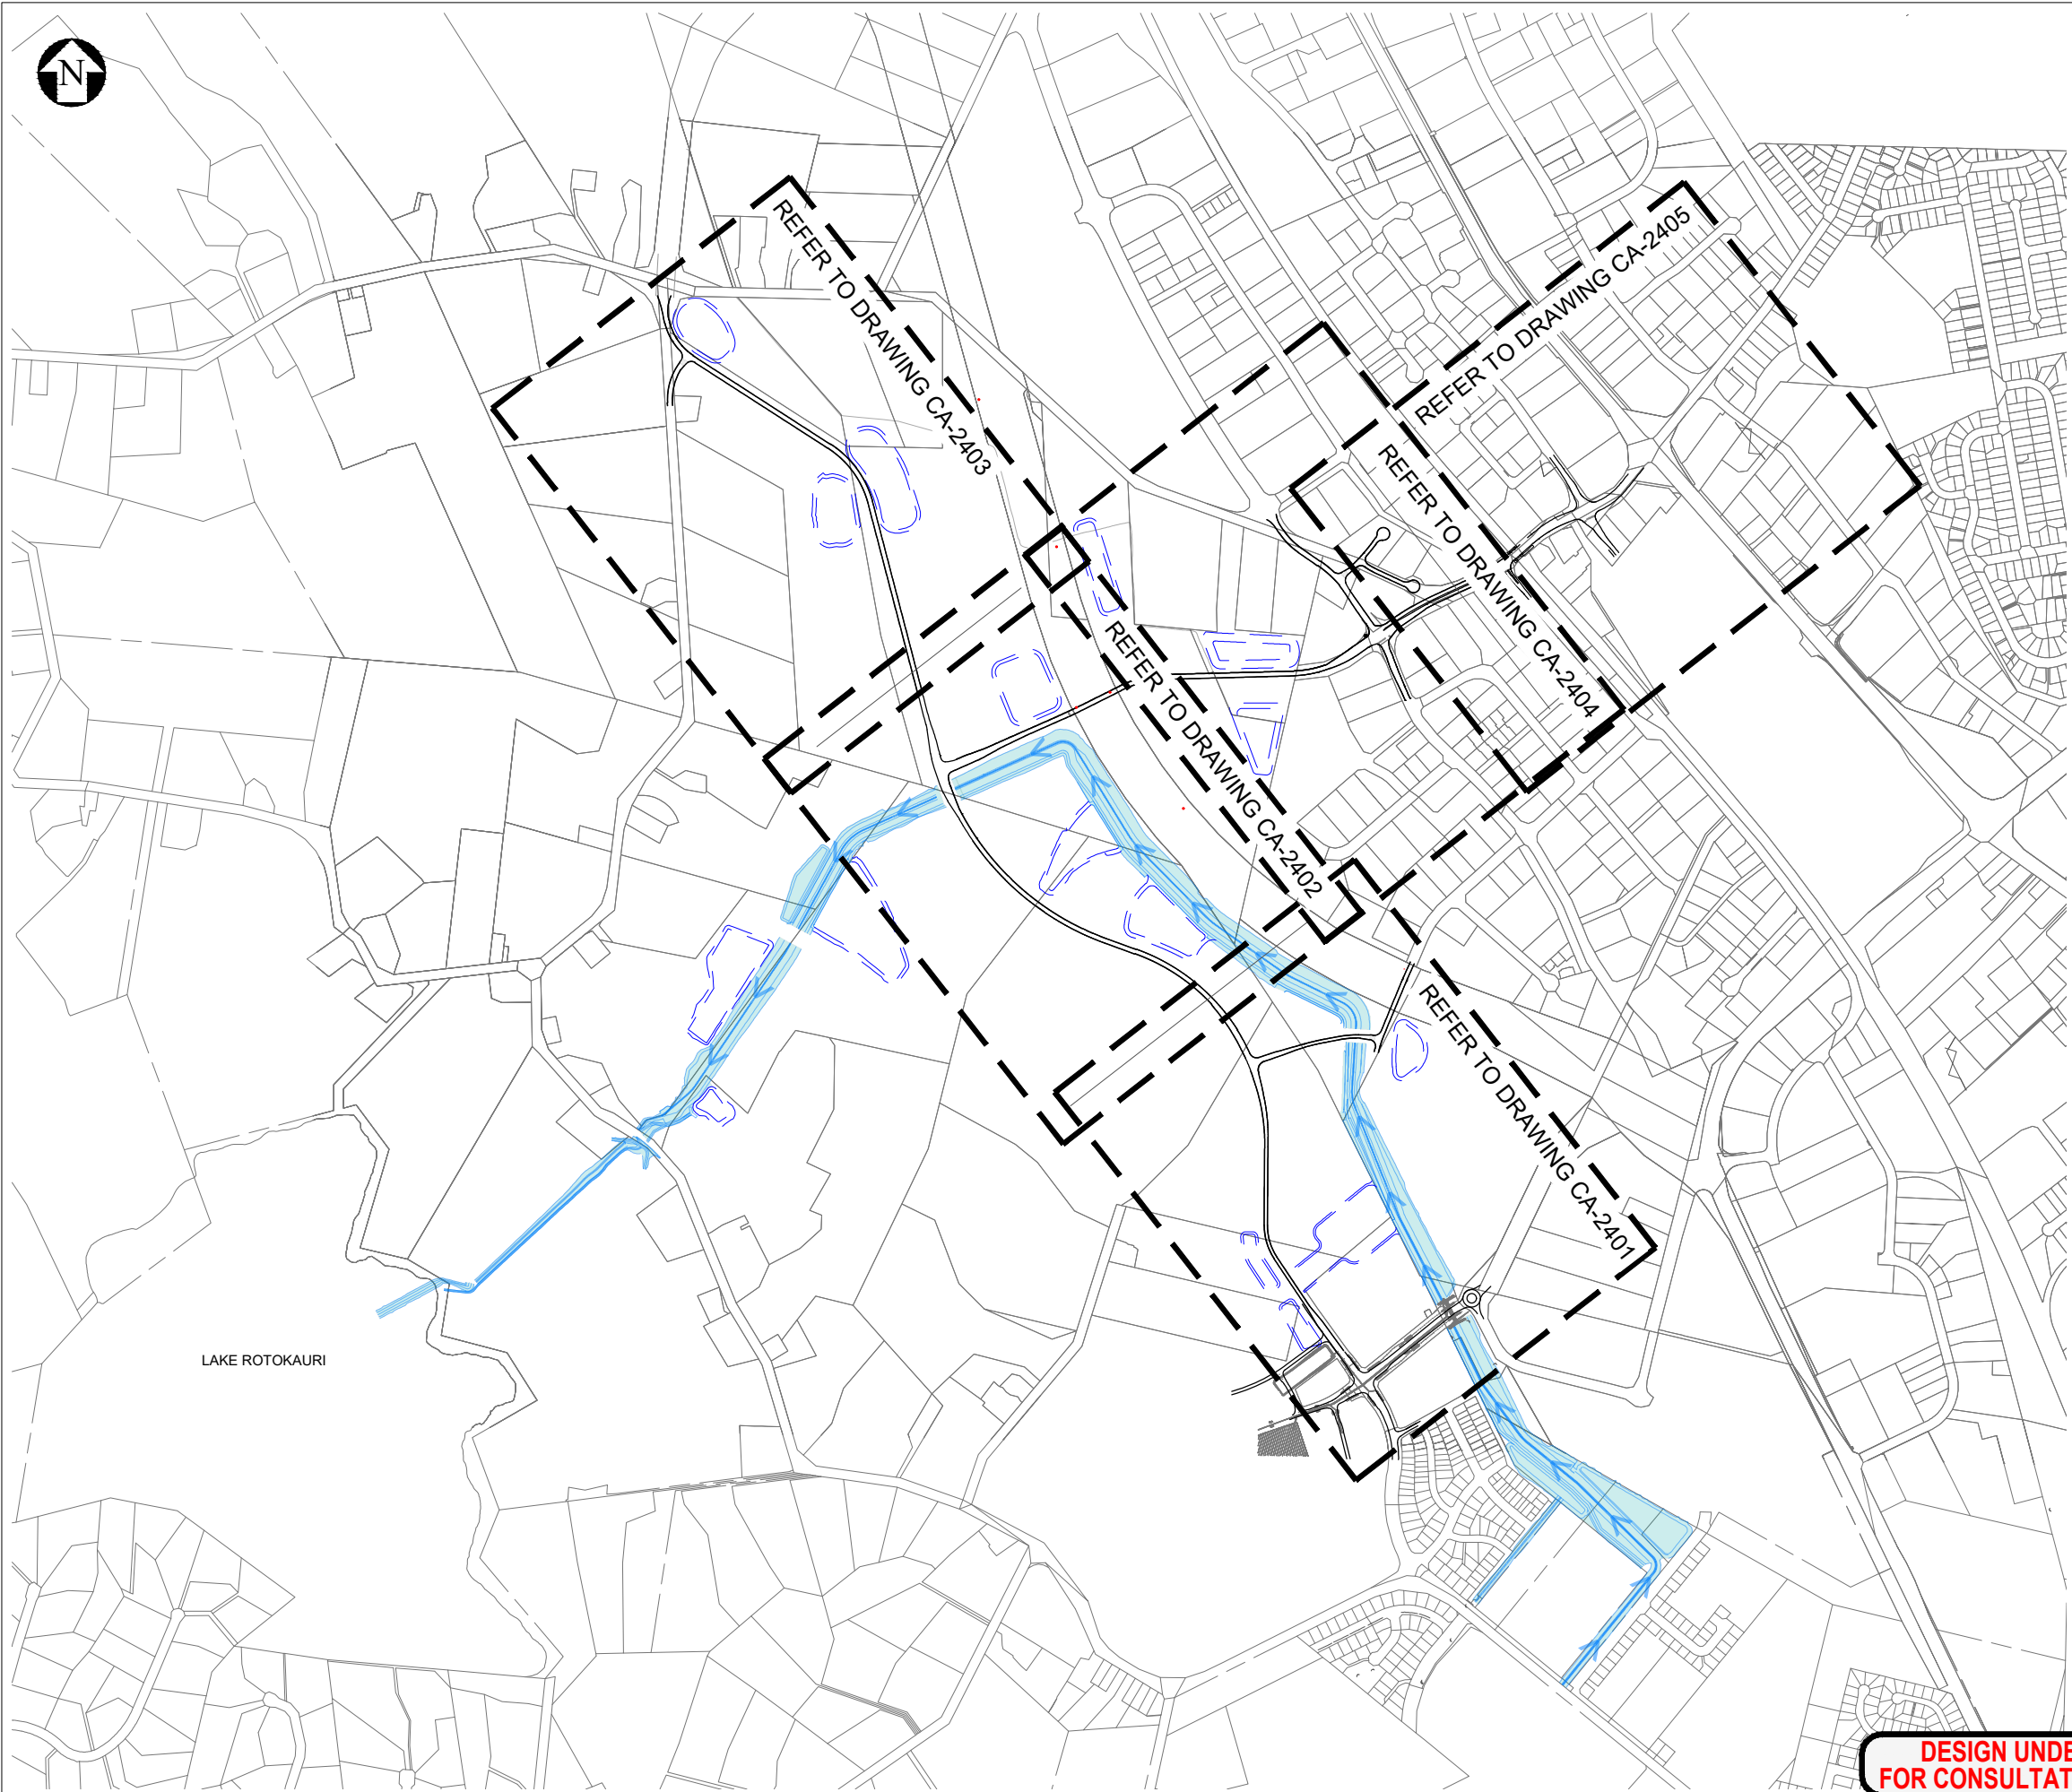 N
REFER TO DRAWING CA-2405
REFER TO DRAWING CA-2403
REFER TO DRAWING CA-2404
REFER TO DRAWING CA-2402
REFER TO DRAWING CA-2401
LAKE ROTOKAURI
DESIGN UNDE
FOR CONSULTAT